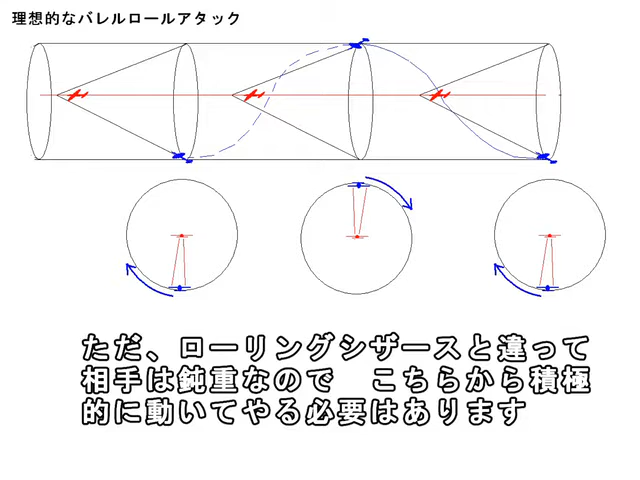 理想的なバレルロールアタック
ただ、ローリングシザースと違って
相手は鈍重なので　こちらから積極
的に動いてやる必要はあります